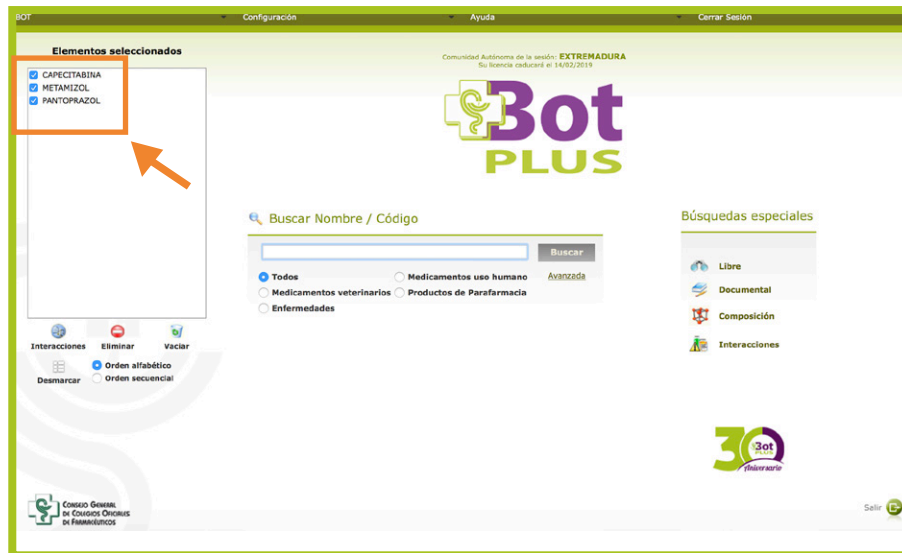 BOT Configuración Ayuda Cerrar Sesión
Elementos seleccionados
CAPECITABINA
METAMIZOL
PANTOPRAZOL
Comunidad Autónoma de la sesión: EXTREMADURA
Su licencia caducará el 14/02/2019
Bot
PLUS
Buscar Nombre / Código
Buscar
Todos Medicamentos uso humano Avanzada
Medicamentos veterinarios Productos de Parafarmacia
Enfermedades
Búsquedas especiales
Libre
Documental
Composición
Interacciones
Interacciones Eliminar Vaciar
Desmarcar
Orden alfabético
Orden secuencial
30 Bot
PLUS
Aniversario
Consejo General
de Colegios Oficiales
de Farmacéuticos
Salir